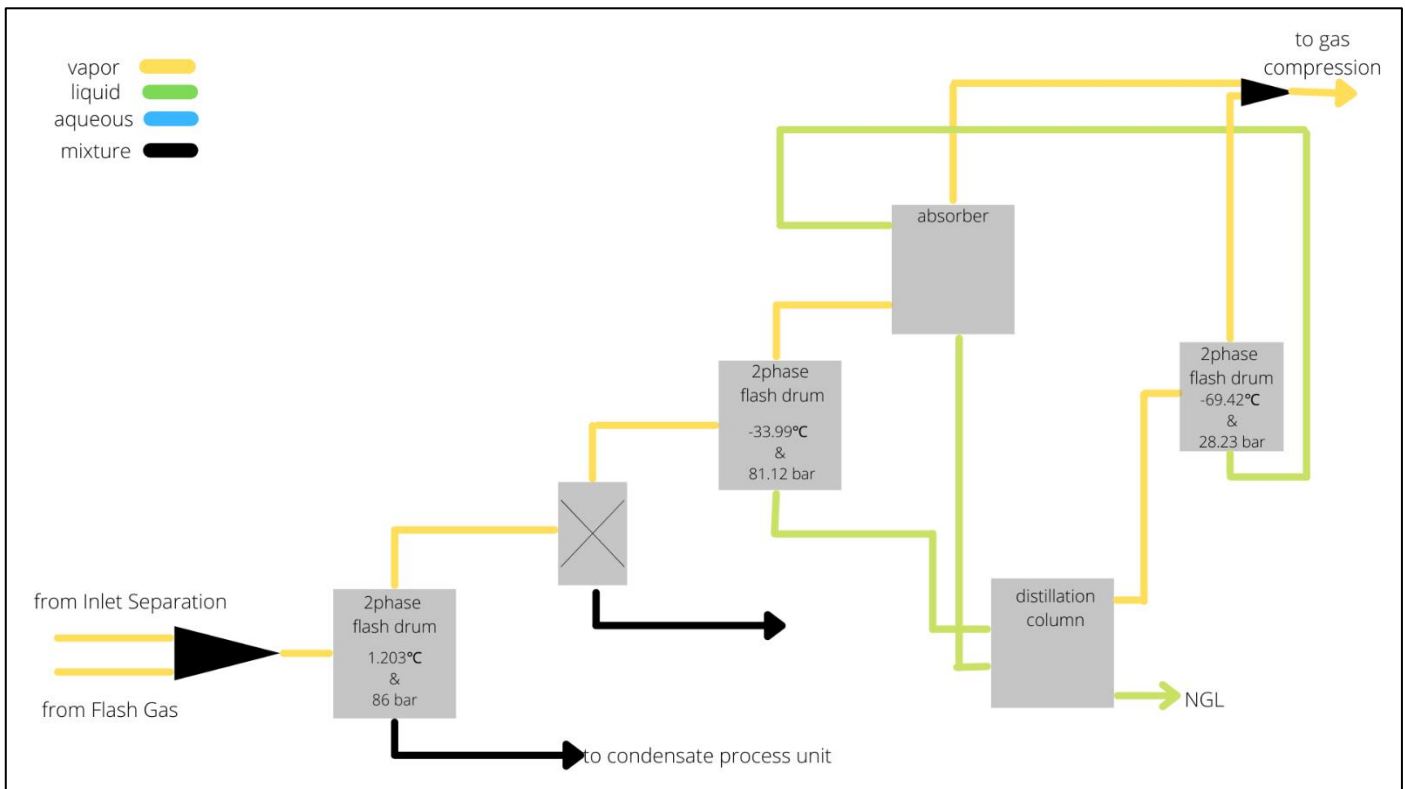 vapor
liquid
aqueous
mixture
to gas
compression
absorber
2phase
flash drum
-33.99℃
&
81.12 bar
2phase
flash drum
-69.42℃
&
28.23 bar
from Inlet Separation
from Flash Gas
2phase
flash drum
1.203℃
&
86 bar
distillation
column
NGL
to condensate process unit